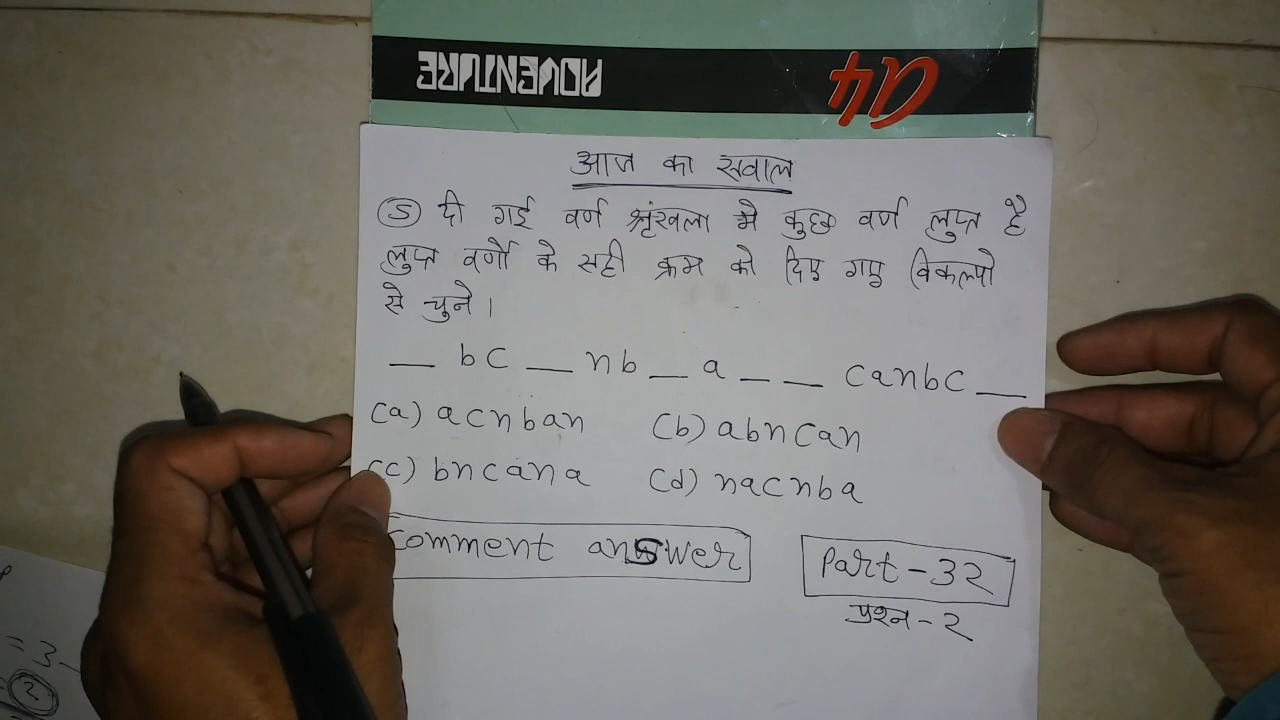 ADVENTURE a4
आज का सवाल
(5) दी गई वर्ण श्रृंखला मे कुछ वर्ण लुप्त है
लुप्त वर्णों के सही क्रम को दिए गए विकल्पो
से चुने।
__ bc __ nb __ a __ __ canbc __
(a) acnban (b) abncan
(c) bncana (d) nacnba
comment answer
Part-32
प्रश्न-2